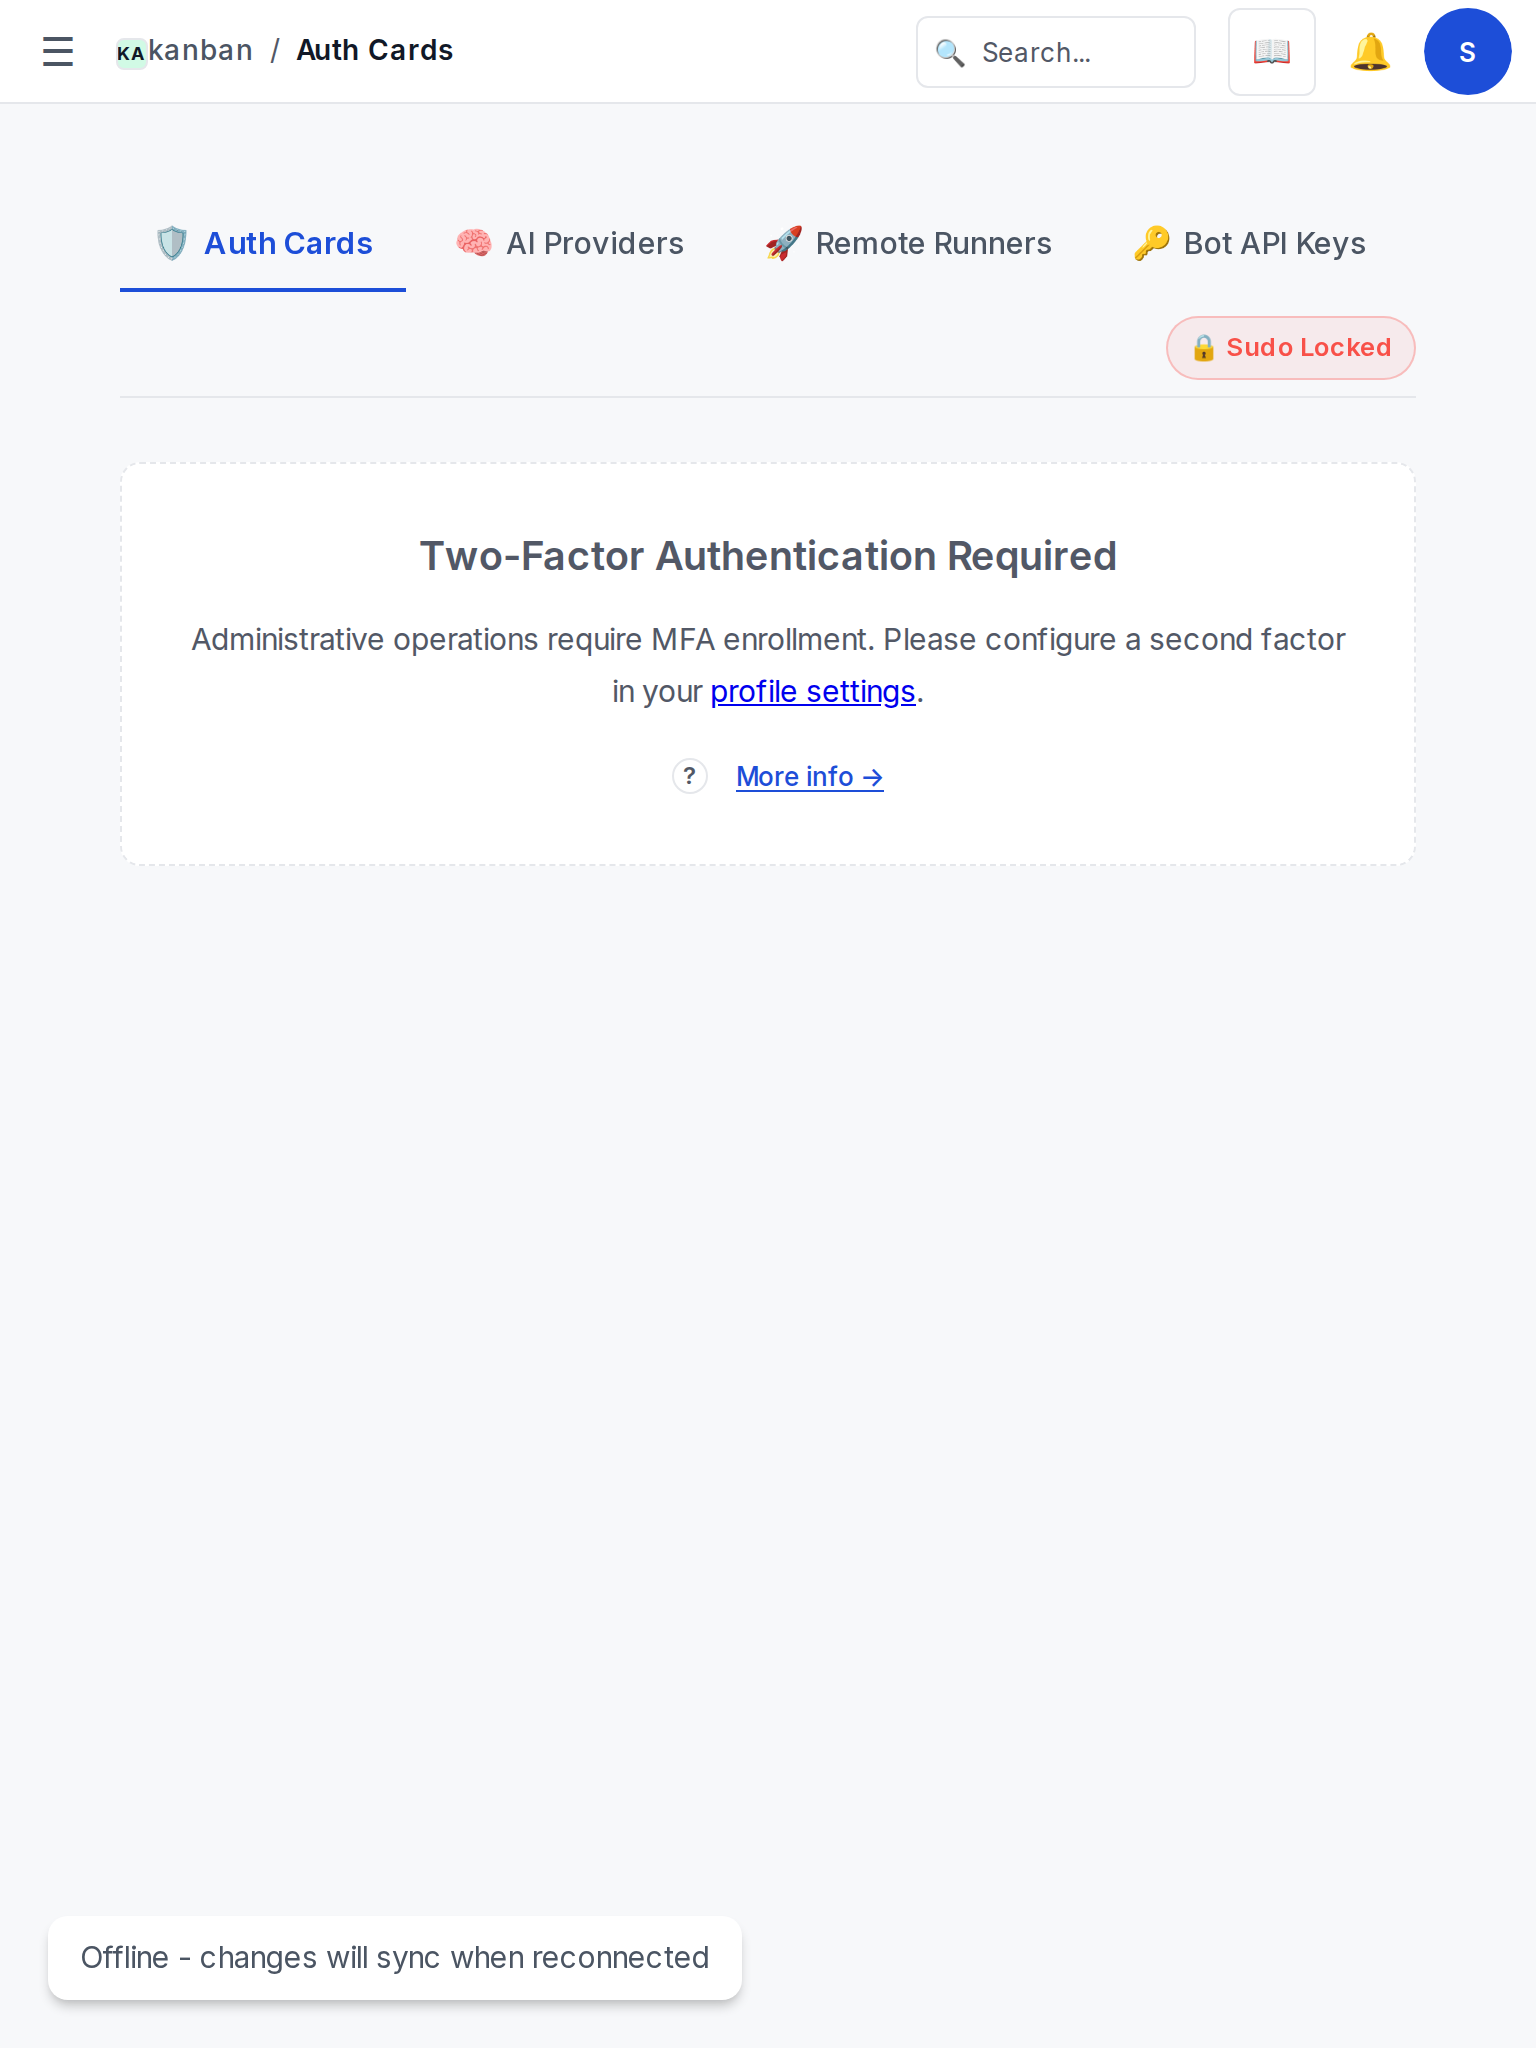 ☰ KA kanban / Auth Cards 🔍 Search... 📖 🔔 S
🛡️ Auth Cards 🧠 AI Providers 🚀 Remote Runners 🔑 Bot API Keys
🔒 Sudo Locked
Two-Factor Authentication Required
Administrative operations require MFA enrollment. Please configure a second factor
in your profile settings.
? More info →
Offline - changes will sync when reconnected